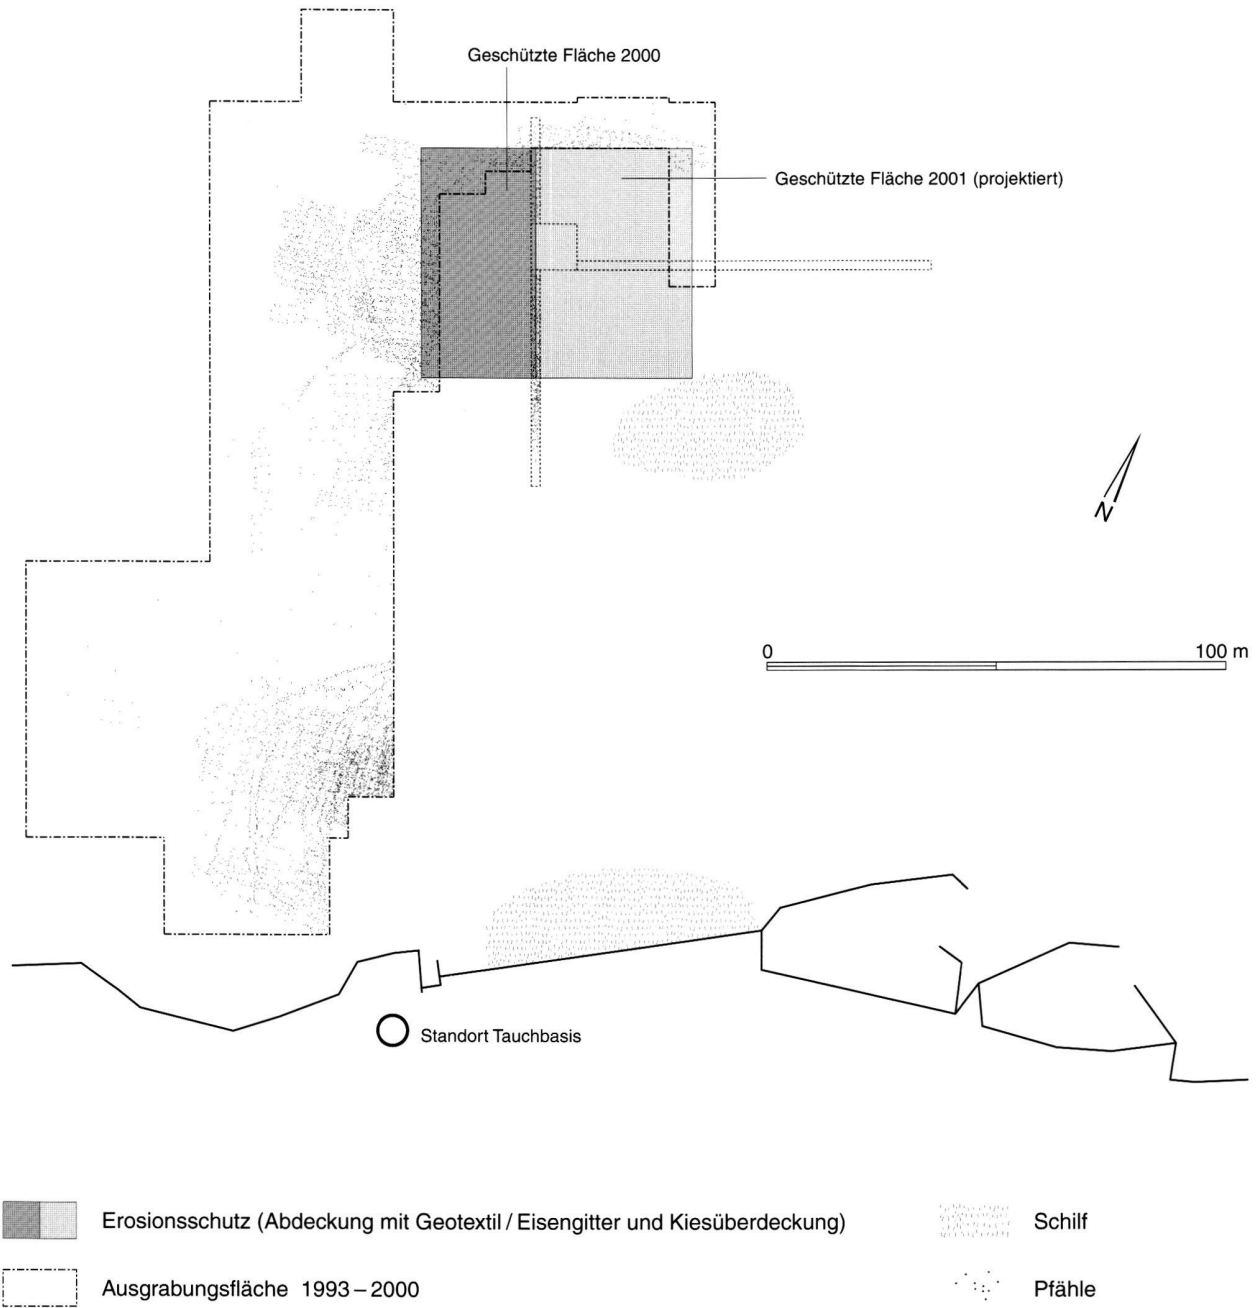 Geschützte Fläche 2000
Geschützte Fläche 2001 (projektiert)
N
0 100 m
Standort Tauchbasis
Erosionsschutz (Abdeckung mit Geotextil / Eisengitter und Kiesüberdeckung)
Schilf
Ausgrabungsfläche 1993 – 2000
Pfähle